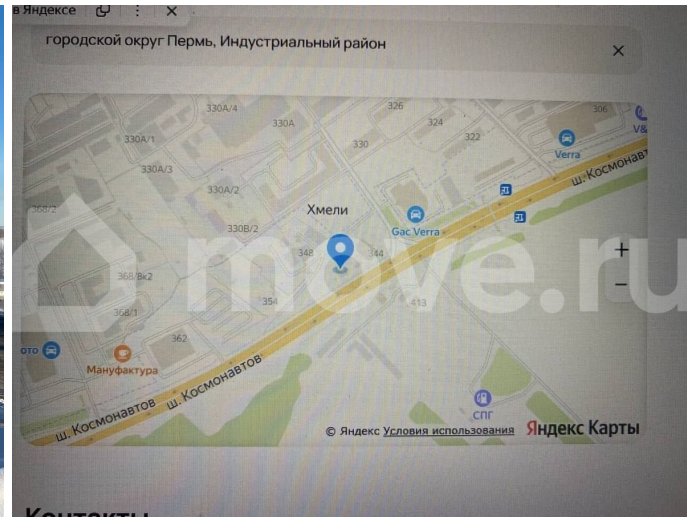 в Яндексе
городской округ Пермь, Индустриальный район
330А/4
330А
326
324
322
330
306
V&
Verra
330А/1
330А/3
330А/2
ш. Космонавт
368/2
Хмели
330В/2
Gac Verra
348
44
368/8к2
354
413
368/1
ото
Мануфактура
362
ш. Космонавтов
ш. Космонавтов
СПГ
© Яндекс Условия использования Яндекс Карты
move.ru
Контакты